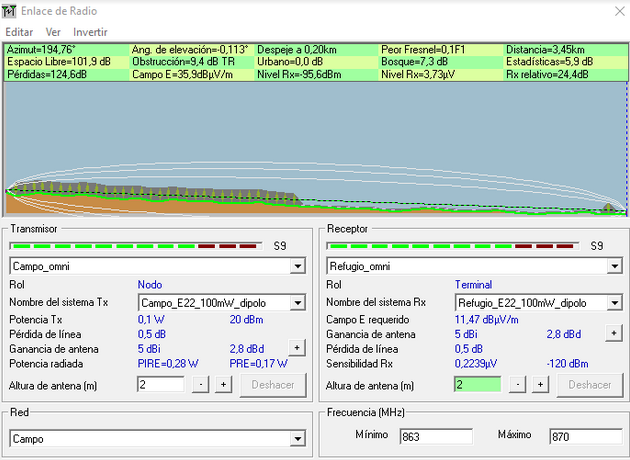 Enlace de Radio
Editar Ver Invertir
Azimut=194,76° Ang. de elevación=-0,113° Despeje a 0,20km Peor Fresnel=0,1F1 Distancia=3,45km
Espacio Libre=101,9 dB Obstrucción=9,4 dB TR Urbano=0,0 dB Bosque=7,3 dB Estadísticas=5,9 dB
Pérdidas=124,6dB Campo E=35,9dBµV/m Nivel Rx=-95,6dBm Nivel Rx=3,73µV Rx relativo=24,4dB
Transmisor
S9
Campo_omni
Rol Nodo
Nombre del sistema Tx Campo_E22_100mW_dipolo
Potencia Tx 0,1 W 20 dBm
Pérdida de línea 0,5 dB
Ganancia de antena 5 dBi 2,8 dBd +
Potencia radiada PIRE=0,28 W PRE=0,17 W
Altura de antena (m) 2 - + Deshacer
Red
Campo
Receptor
S9
Refugio_omni
Rol Terminal
Nombre del sistema Rx Refugio_E22_100mW_dipolo
Campo E requerido 11,47 dBµV/m
Ganancia de antena 5 dBi 2,8 dBd +
Pérdida de línea 0,5 dB
Sensibilidad Rx 0,2239µV -120 dBm
Altura de antena (m) 2 - + Deshacer
Frecuencia (MHz)
Mínimo 863 Máximo 870